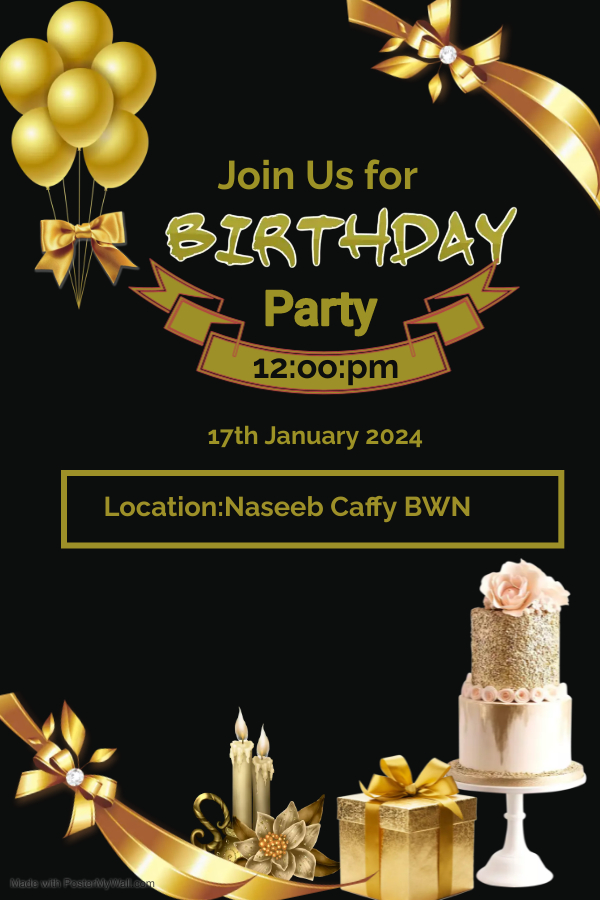 Join Us for
BIRTHDAY
Party
12:00:pm
17th January 2024
Location:Naseeb Caffy BWN
Made with PosterMyWall.com